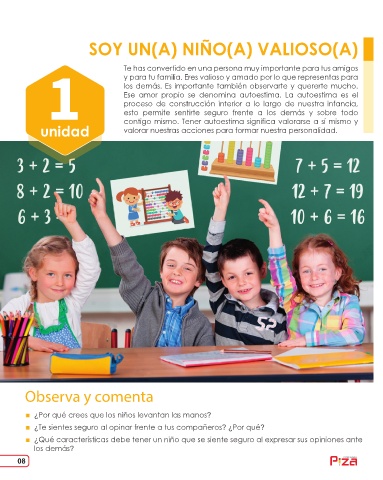 SOY UN(A) NIÑO(A) VALIOSO(A)
Te has convertido en una persona muy importante para tus amigos
y para tu familia. Eres valioso y amado por lo que representas para
los demás. Es importante también observarte y quererte mucho.
Ese amor propio se denomina autoestima. La autoestima es el
proceso de construcción interior a lo largo de nuestra infancia,
esto permite sentirte seguro frente a los demás y sobre todo
contigo mismo. Tener autoestima significa valorarse a sí mismo y
valorar nuestras acciones para formar nuestra personalidad.
1
unidad
3 + 2 = 5
8 + 2 = 10
6 + 3
7 + 5 = 12
12 + 7 = 19
10 + 6 = 16
Observa y comenta
¿Por qué crees que los niños levantan las manos?
¿Te sientes seguro al opinar frente a tus compañeros? ¿Por qué?
¿Qué características debe tener un niño que se siente seguro al expresar sus opiniones ante
los demás?
08